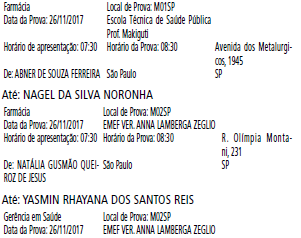 Farmácia Local de Prova: M01SP
Data da Prova: 26/11/2017 Escola Técnica de Saúde Pública
Prof. Makiguti
Horário de apresentação: 07:30 Horário da Prova: 08:30 Avenida dos Metalurgi-
cos, 1945
De: ABNER DE SOUZA FERREIRA São Paulo SP
Até: NAGEL DA SILVA NORONHA
Farmácia Local de Prova: M02SP
Data da Prova: 26/11/2017 EMEF VER. ANNA LAMBERGA ZEGLIO
Horário de apresentação: 07:30 Horário da Prova: 08:30 R. Olímpia Monta-
ni, 231
De: NATÁLIA GUSMÃO QUEI- São Paulo SP
ROZ DE JESUS
Até: YASMIN RHAYANA DOS SANTOS REIS
Gerência em Saúde Local de Prova: M02SP
Data da Prova: 26/11/2017 EMEF VER. ANNA LAMBERGA ZEGLIO